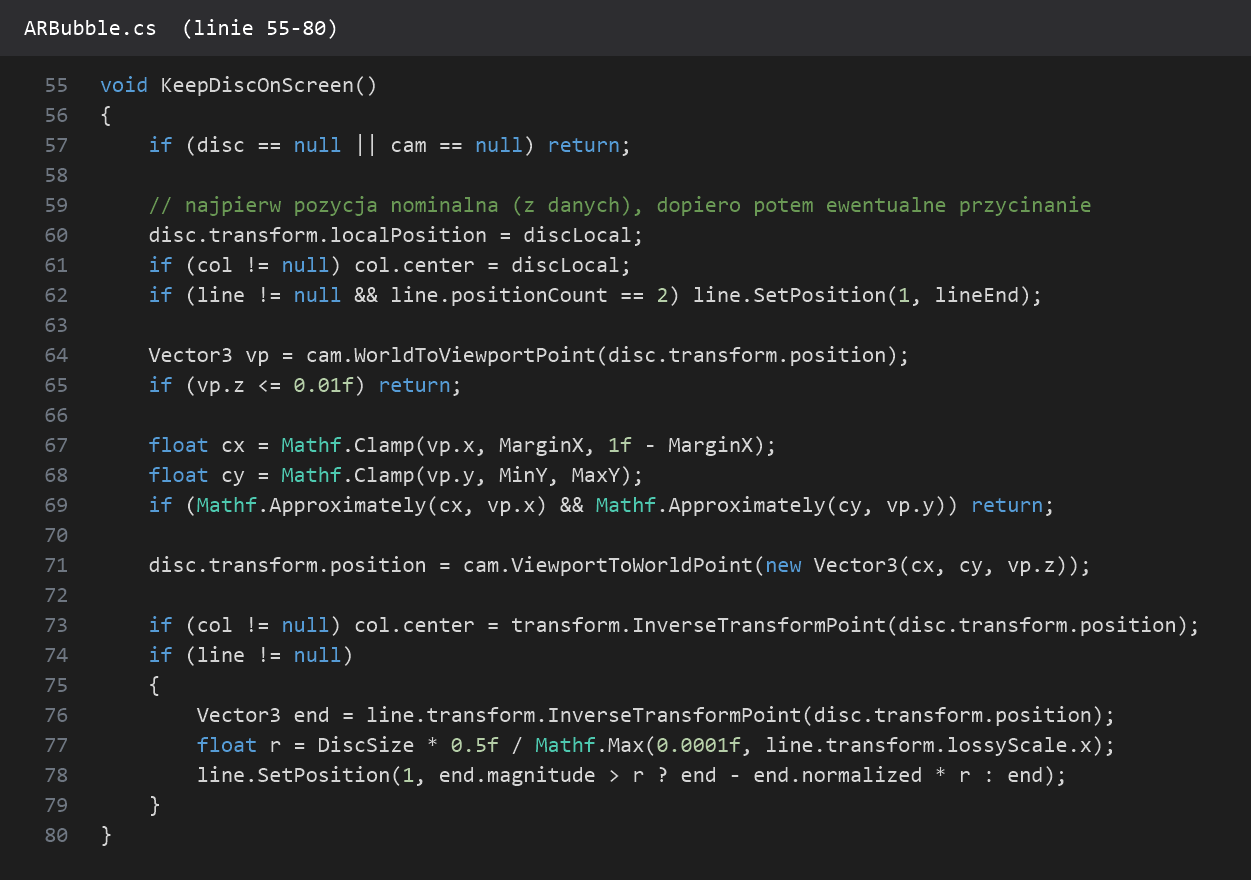 ARBubble.cs  (linie 55-80)
55 void KeepDiscOnScreen()
56 {
57     if (disc == null || cam == null) return;
58
59     // najpierw pozycja nominalna (z danych), dopiero potem ewentualne przycinanie
60     disc.transform.localPosition = discLocal;
61     if (col != null) col.center = discLocal;
62     if (line != null && line.positionCount == 2) line.SetPosition(1, lineEnd);
63
64     Vector3 vp = cam.WorldToViewportPoint(disc.transform.position);
65     if (vp.z <= 0.01f) return;
66
67     float cx = Mathf.Clamp(vp.x, MarginX, 1f - MarginX);
68     float cy = Mathf.Clamp(vp.y, MinY, MaxY);
69     if (Mathf.Approximately(cx, vp.x) && Mathf.Approximately(cy, vp.y)) return;
70
71     disc.transform.position = cam.ViewportToWorldPoint(new Vector3(cx, cy, vp.z));
72
73     if (col != null) col.center = transform.InverseTransformPoint(disc.transform.position);
74     if (line != null)
75     {
76         Vector3 end = line.transform.InverseTransformPoint(disc.transform.position);
77         float r = DiscSize * 0.5f / Mathf.Max(0.0001f, line.transform.lossyScale.x);
78         line.SetPosition(1, end.magnitude > r ? end - end.normalized * r : end);
79     }
80 }